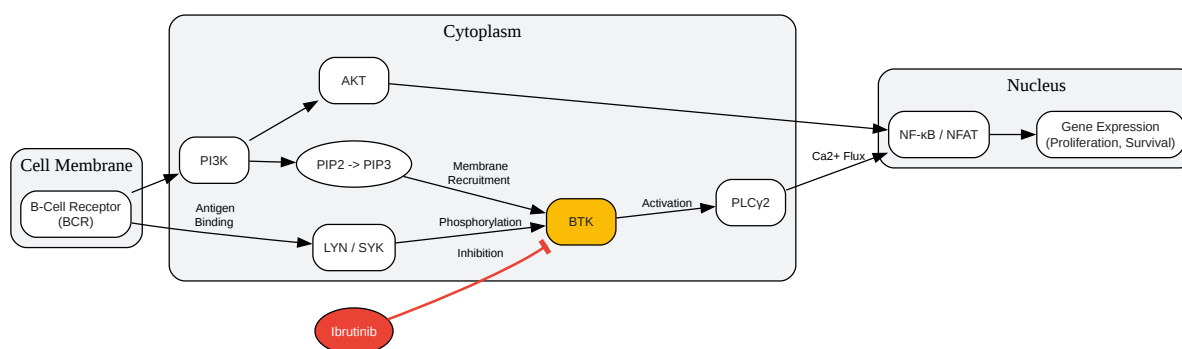 Cytoplasm
AKT
Nucleus
NF-κB / NFAT
Gene Expression
(Proliferation, Survival)
Cell Membrane
PI3K
PIP2 -> PIP3
Membrane
Recruitment
Ca2+ Flux
B-Cell Receptor
(BCR)
Antigen
Binding
LYN / SYK
Phosphorylation
Inhibition
BTK
Activation
PLCγ2
Ibrutinib